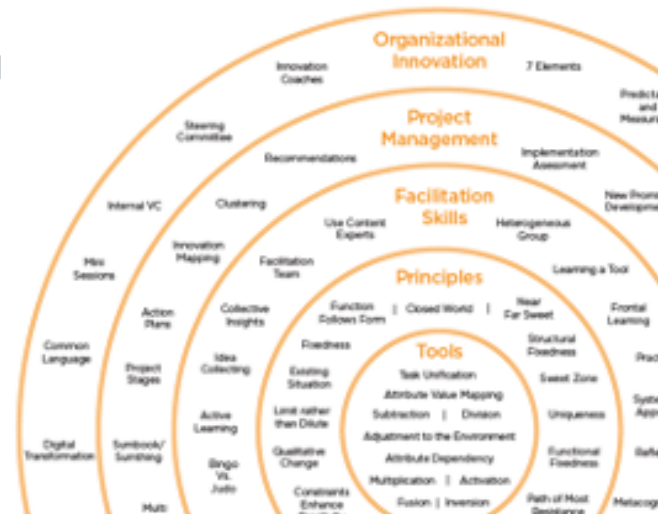 Organizational
Innovation
Innovation
Coaches
7 Elements
Steering
Committee
Internal VC
Mini
Sessions
Common
Language
Digital
Transformation
Project
Management
Recommendations
Implementation
Clustering
New
Innovation
Mapping
Action
Plans
Project
Stages
Sumbook/
Sumthing
Multi
Facilitation
Skills
Use Content
Experts
Heterogeneous
Group
Facilitation
Team
Learning a Tool
Collective
Insights
Frontal
Learning
Idea
Collecting
Active
Learning
Bingo
Vs.
Judo
Principles
Function
Follows Form
| Closed World |
Near
Far Sweet
Fixedness
Structural
Fixedness
Existing
Situation
Sweet Zone
Limit rather
than Dilute
Uniqueness
Qualitative
Change
Functional
Fixedness
Constraints
Enhance
Path of Most
Resistance
Tools
Task Unification
Attribute Value Mapping
Subtraction | Division
Adjustment to the Environment
Attribute Dependency
Multiplication | Activation
Fusion | Inversion